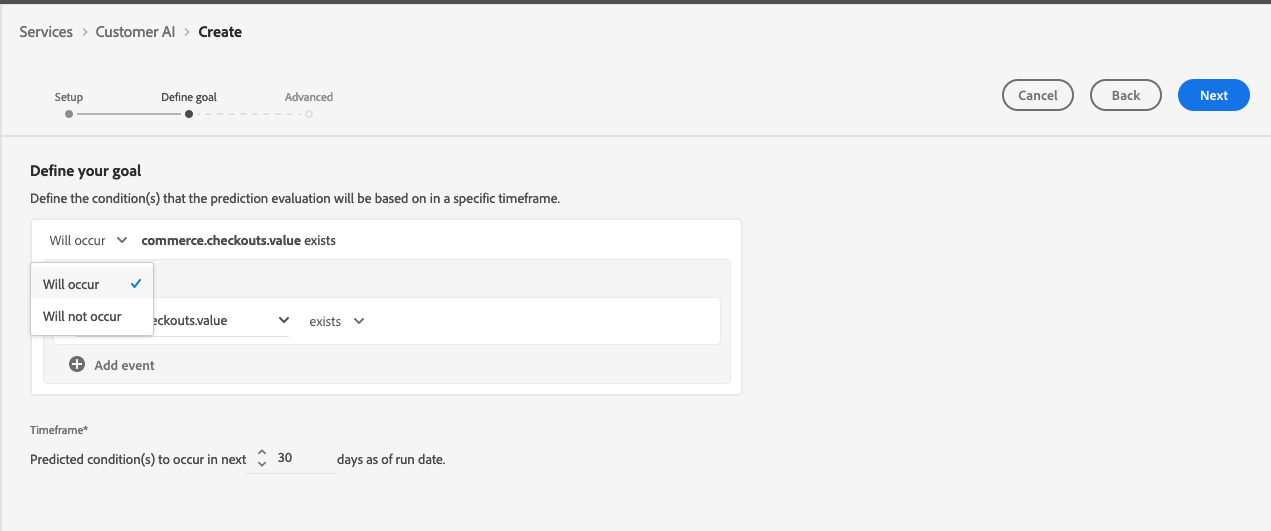 Services > Customer AI > Create
Setup
Define goal
Advanced
Cancel
Back
Next
Define your goal
Define the condition(s) that the prediction evaluation will be based on in a specific timeframe.
Will occur
commerce.checkouts.value exists
Will occur
Will not occur
eckouts.value
exists
Add event
Timeframe*
Predicted condition(s) to occur in next 30 days as of run date.